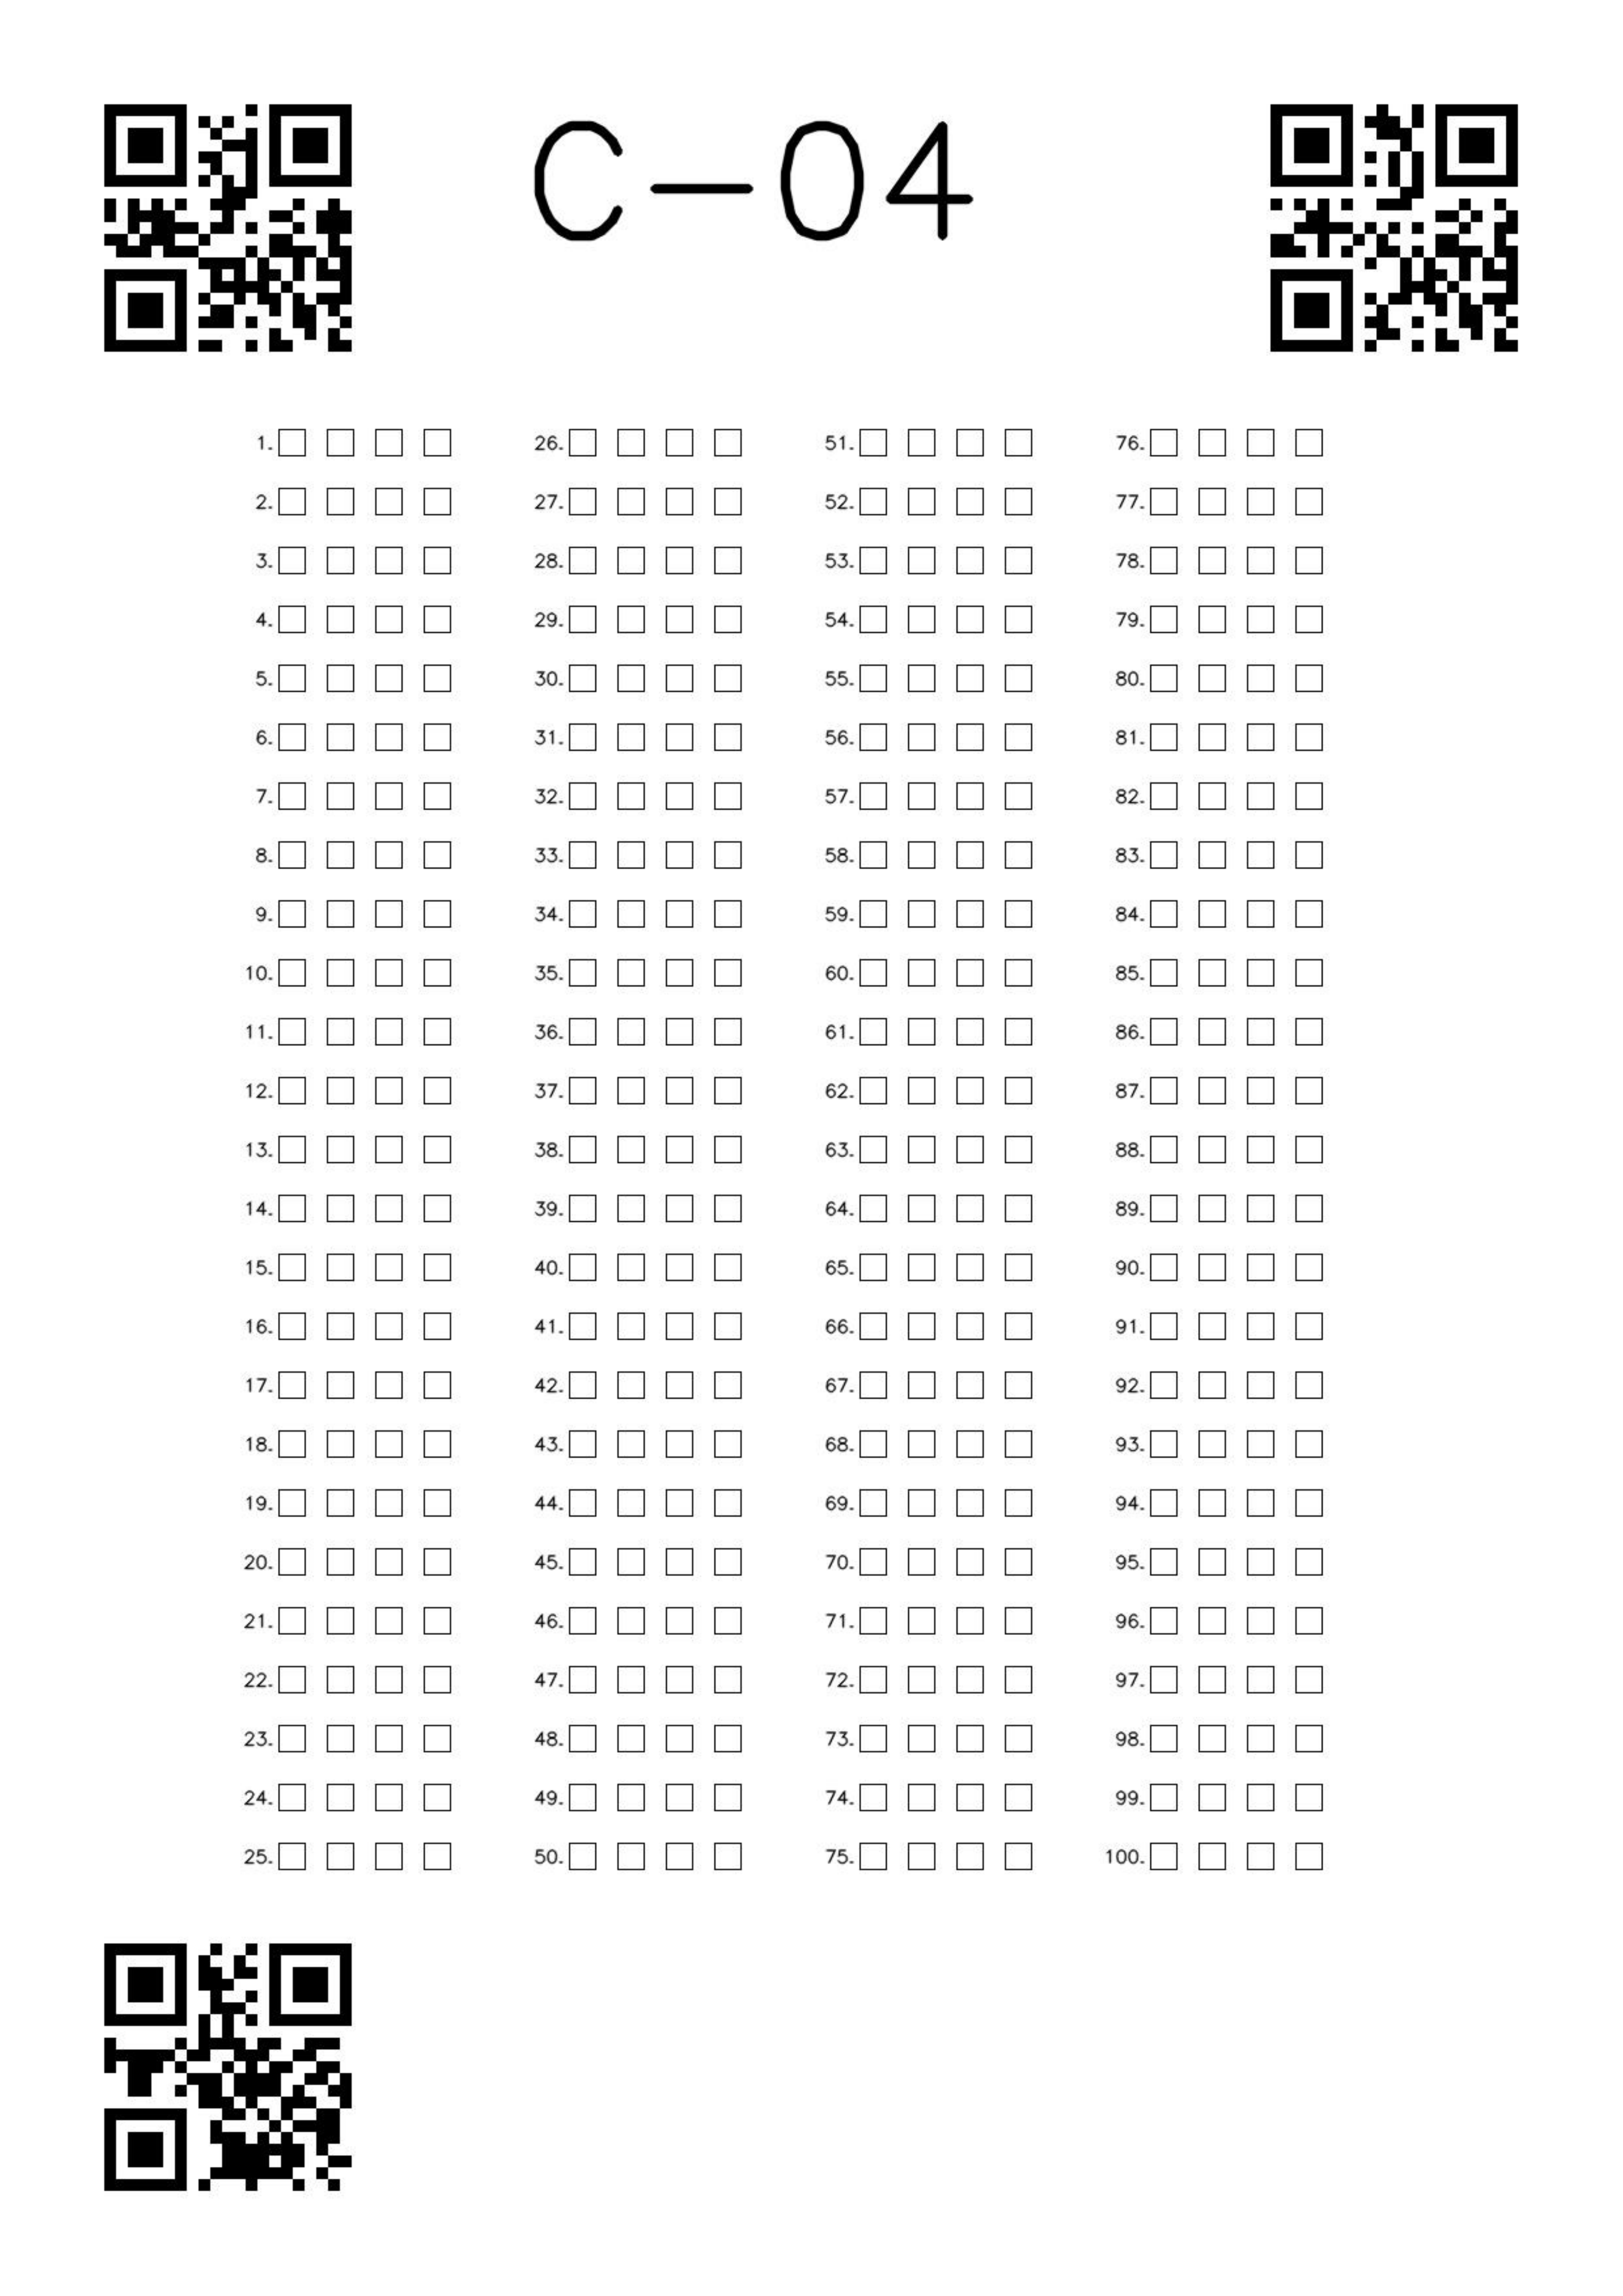 C-04
1. 26. 51. 76.
2. 27. 52. 77.
3. 28. 53. 78.
4. 29. 54. 79.
5. 30. 55. 80.
6. 31. 56. 81.
7. 32. 57. 82.
8. 33. 58. 83.
9. 34. 59. 84.
10. 35. 60. 85.
11. 36. 61. 86.
12. 37. 62. 87.
13. 38. 63. 88.
14. 39. 64. 89.
15. 40. 65. 90.
16. 41. 66. 91.
17. 42. 67. 92.
18. 43. 68. 93.
19. 44. 69. 94.
20. 45. 70. 95.
21. 46. 71. 96.
22. 47. 72. 97.
23. 48. 73. 98.
24. 49. 74. 99.
25. 50. 75. 100.